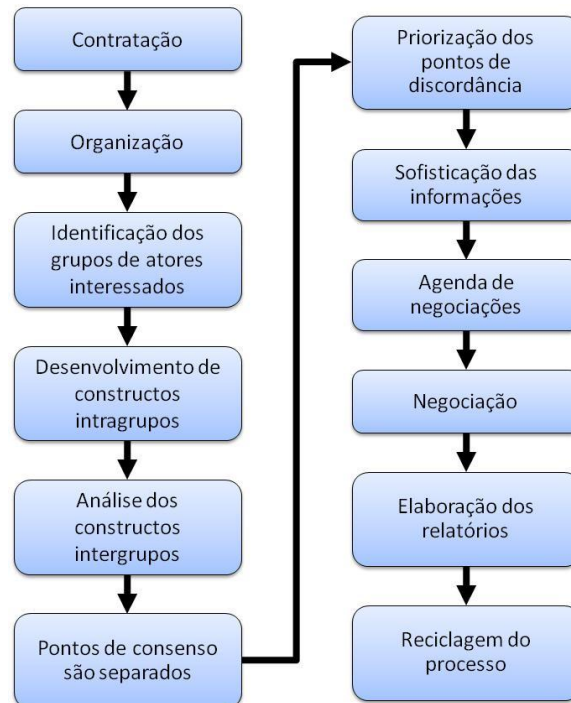 Contratação
Organização
Identificação dos
grupos de atores
interessados
Desenvolvimento de
constructos
intragrupos
Análise dos
constructos
intergrupos
Pontos de consenso
são separados
Priorização dos
pontos de
discordância
Sofisticação das
informações
Agenda de
negociações
Negociação
Elaboração dos
relatórios
Reciclagem do
processo